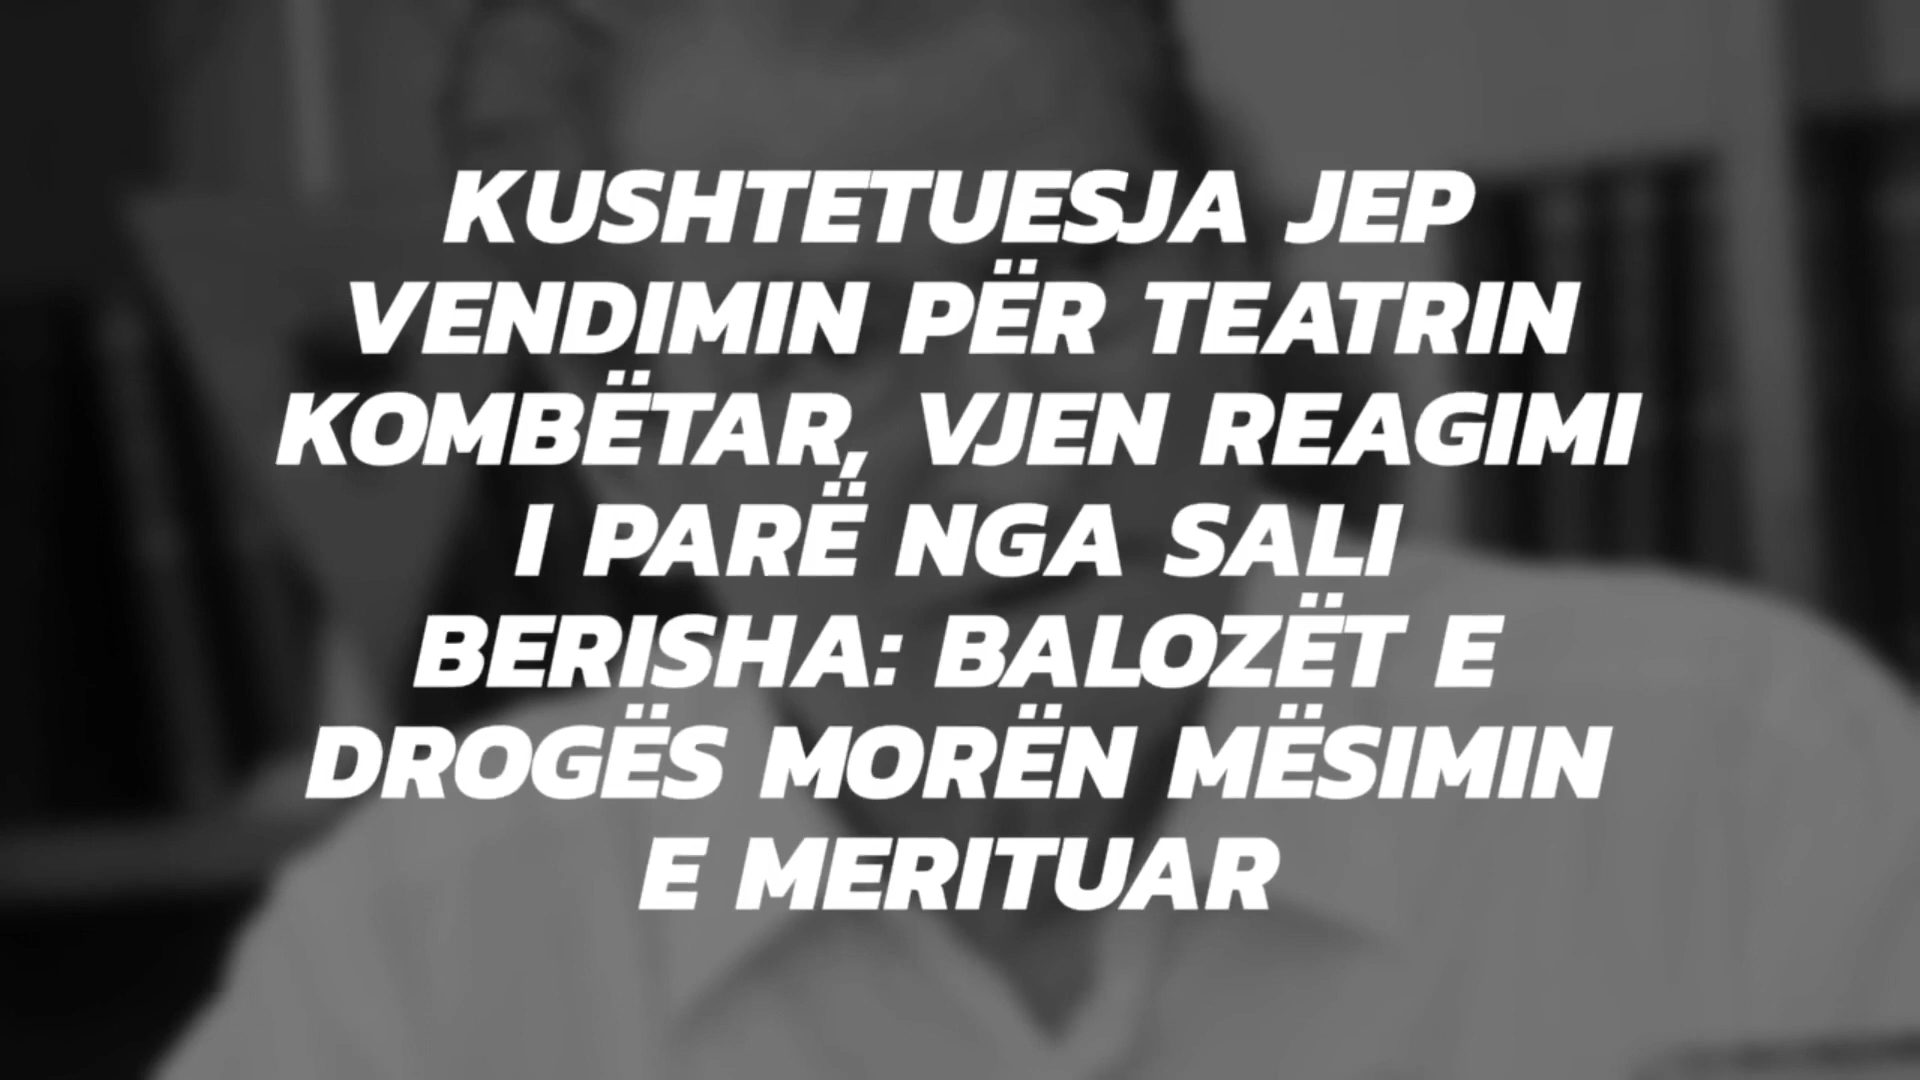 KUSHTETUESJA JEP
VENDIMIN PËR TEATRIN
KOMBËTAR, VJEN REAGIMI
I PARË NGA SALI
BERISHA: BALOZËT E
DROGËS MORËN MËSIMIN
E MERITUAR